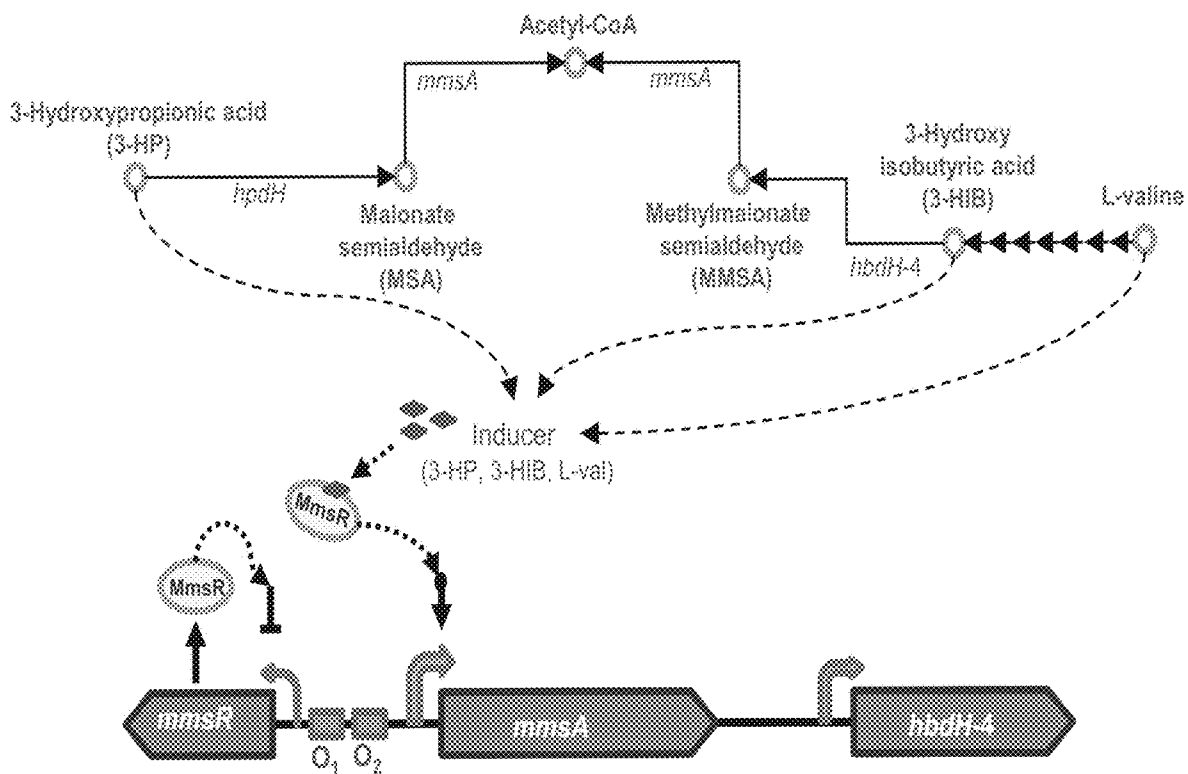 Acetyl-CoA
mmsA
mmsA
3-Hydroxypropionic acid
(3-HP)
3-Hydroxy
isobutyric acid
(3-HIB)
L-valine
hpdH
Malonate
semialdehyde
(MSA)
Methylmalonate
semialdehyde
(MMSA)
hbdH-4
Inducer
(3-HP, 3-HIB, L-val)
MmsR
MmsR
mmsR
O1
O2
mmsA
hbdH-4